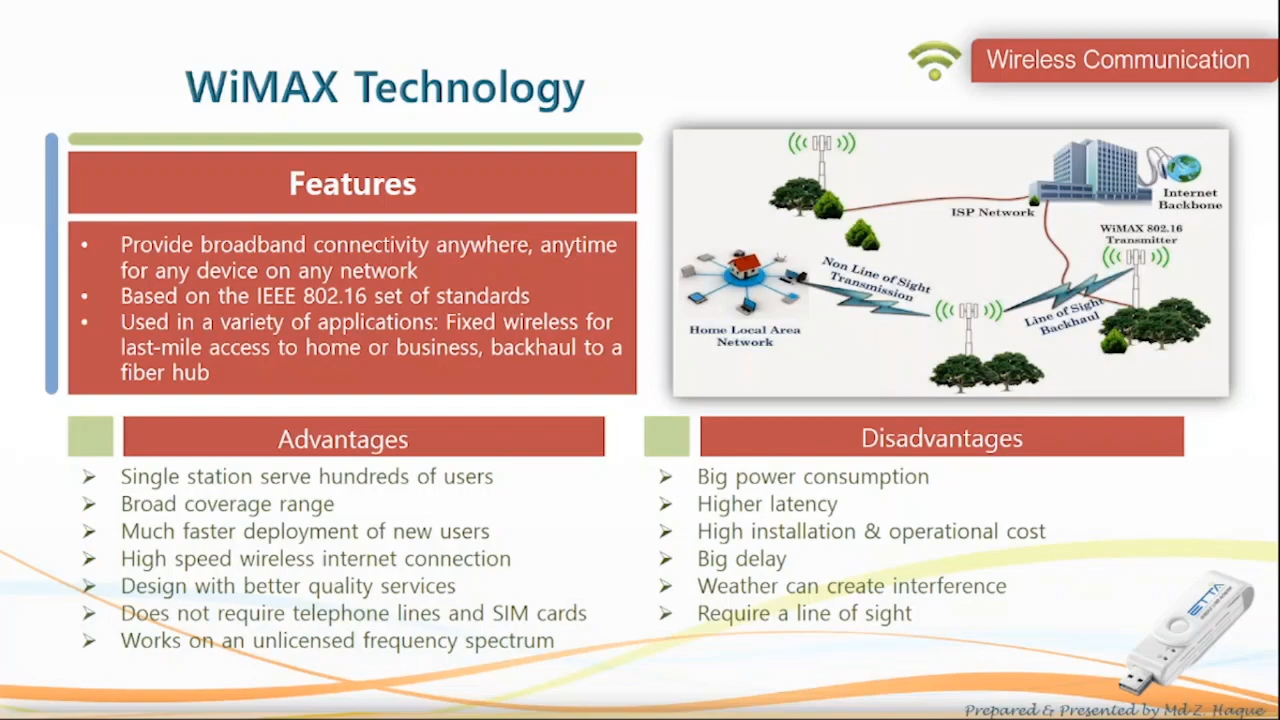 Wireless Communication
WiMAX Technology
Features
• Provide broadband connectivity anywhere, anytime
for any device on any network
• Based on the IEEE 802.16 set of standards
• Used in a variety of applications: Fixed wireless for
last-mile access to home or business, backhaul to a
fiber hub
ISP Network
Internet
Backbone
WiMAX 802.16
Transmitter
Non Line of Sight
Transmission
Line of Sight
Backhaul
Home Local Area
Network
Advantages
➢ Single station serve hundreds of users
➢ Broad coverage range
➢ Much faster deployment of new users
➢ High speed wireless internet connection
➢ Design with better quality services
➢ Does not require telephone lines and SIM cards
➢ Works on an unlicensed frequency spectrum
Disadvantages
➢ Big power consumption
➢ Higher latency
➢ High installation & operational cost
➢ Big delay
➢ Weather can create interference
➢ Require a line of sight
Prepared & Presented by Md Z. Haque